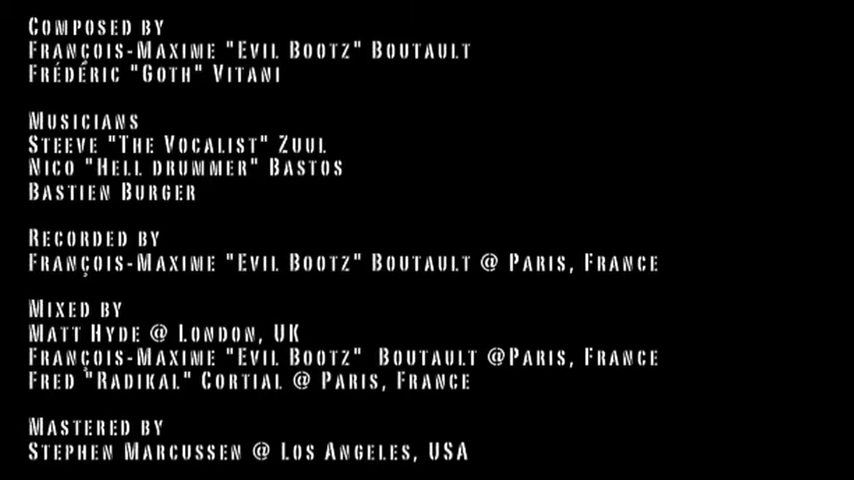 Composed by
François-Maxime "Evil Bootz" Boutault
Frédéric "Goth" Vitani
Musicians
Steeve "The Vocalist" Zuul
Nico "Hell drummer" Bastos
Bastien Burger
Recorded by
François-Maxime "Evil Bootz" Boutault @ Paris, France
Mixed by
Matt Hyde @ London, UK
François-Maxime "Evil Bootz" Boutault @Paris, France
Fred "Radikal" Cortial @ Paris, France
Mastered by
Stephen Marcussen @ Los Angeles, USA